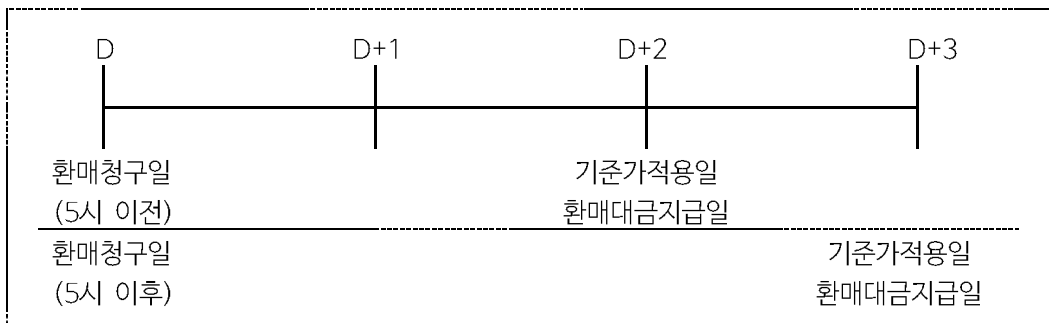 D D+1 D+2 D+3
환매청구일 기준가적용일
(5시 이전) 환매대금지급일
환매청구일 기준가적용일
(5시 이후) 환매대금지급일